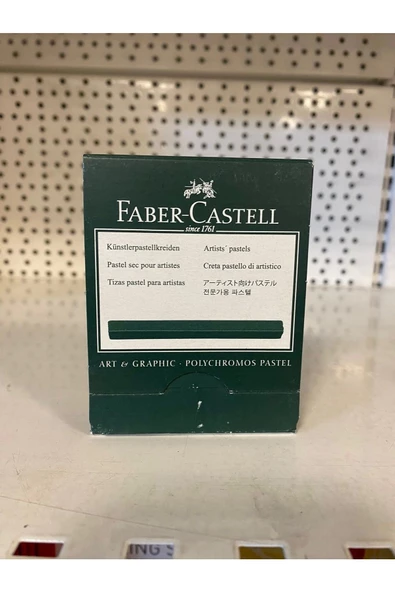 FABER-CASTELL
since 1761
Künstlerpastellkreiden Artists' pastels
Pastel sec pour artistes Creta pastello di artistico
Tizas pastel para artistas アーティスト向けパステル
전문가용 파스텔
ART & GRAPHIC · POLYCHROMOS PASTEL
ING S